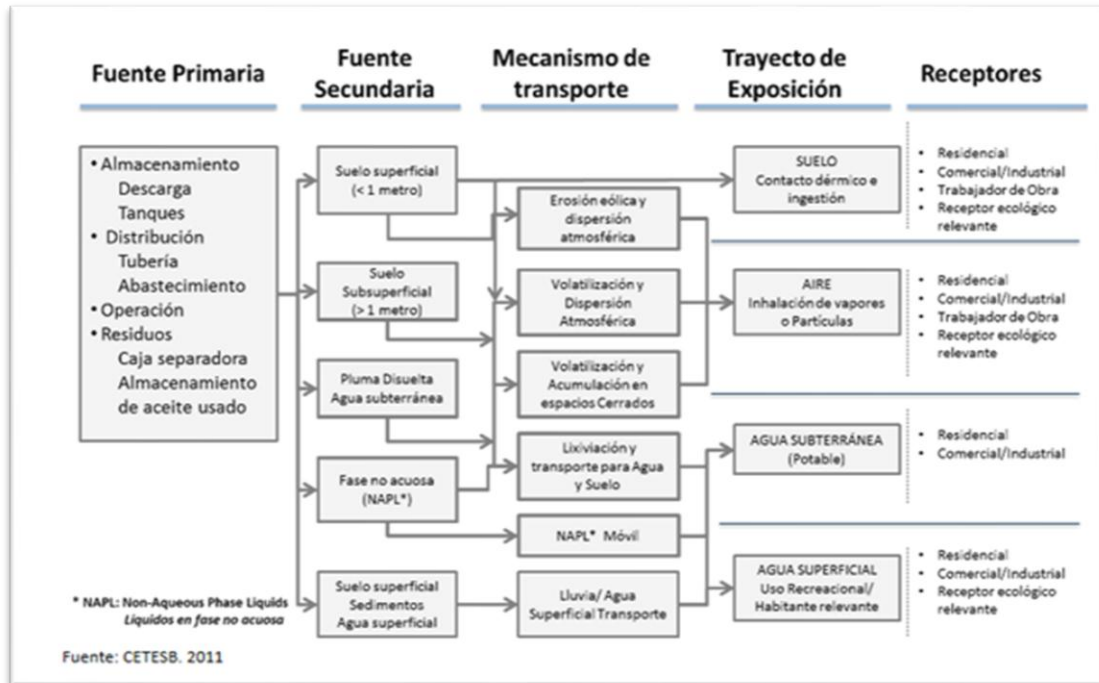 Fuente Primaria
Fuente
Secundaria
Mecanismo de
transporte
Trayecto de
Exposición
Receptores
• Almacenamiento
Descarga
Tanques
• Distribución
Tubería
Abastecimiento
• Operación
• Residuos
Caja separadora
Almacenamiento
de aceite usado
Suelo superficial
(< 1 metro)
Suelo
Subsuperficial
(> 1 metro)
Pluma Disuelta
Agua subterránea
Fase no acuosa
(NAPL*)
Suelo superficial
Sedimentos
Agua superficial
Erosión eólica y
dispersión
atmosférica
Volatilización y
Dispersión
Atmosférica
Volatilización y
Acumulación en
espacios Cerrados
Lixiviación y
transporte para Agua
y Suelo
NAPL* Móvil
Lluvia/ Agua
Superficial Transporte
SUELO
Contacto dérmico e
ingestión
AIRE
Inhalación de vapores
o Partículas
AGUA SUBTERRÁNEA
(Potable)
AGUA SUPERFICIAL
Uso Recreacional/
Habitante relevante
• Residencial
• Comercial/Industrial
• Trabajador de Obra
• Receptor ecológico
relevante
• Residencial
• Comercial/Industrial
• Trabajador de Obra
• Receptor ecológico
relevante
• Residencial
• Comercial/Industrial
• Residencial
• Comercial/Industrial
• Receptor ecológico
relevante
* NAPL: Non-Aqueous Phase Liquids
Liquidos en fase no acuosa
Fuente: CETESB. 2011